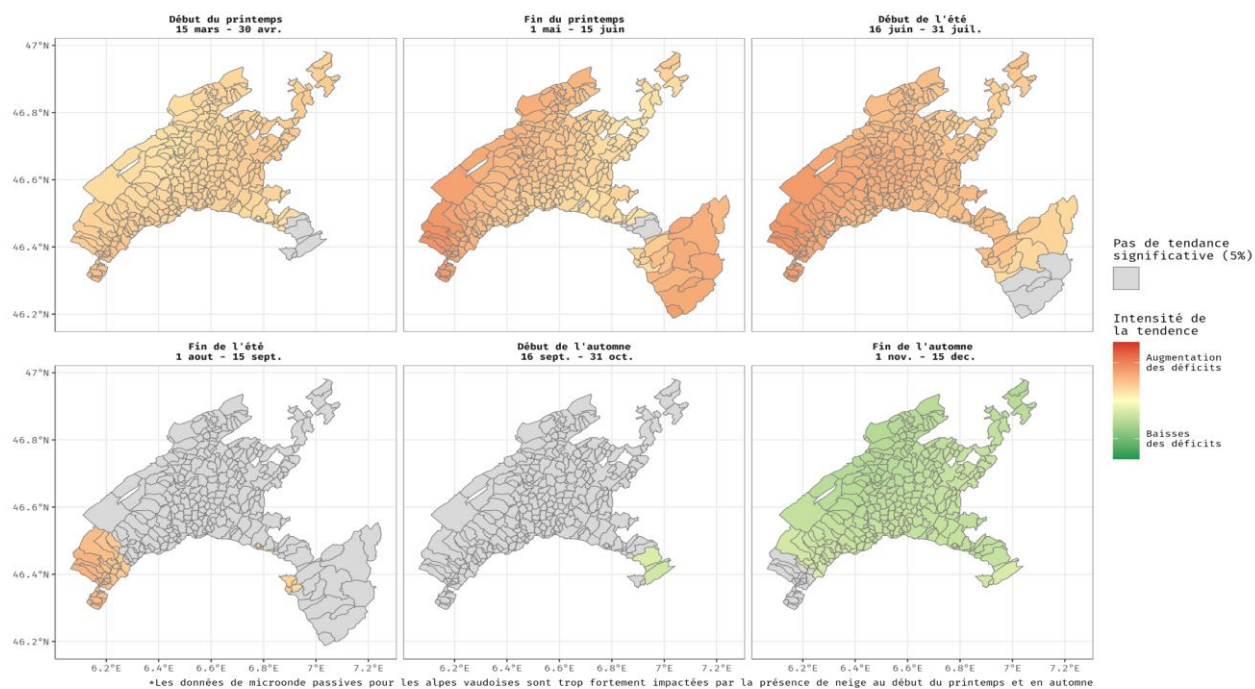 Début du printemps
15 mars - 30 avr.
Fin du printemps
1 mai - 15 juin
Début de l'été
16 juin - 31 juil.
47°N
46.8°N
46.6°N
46.4°N
46.2°N
Pas de tendance
significative (5%)
Intensité de
la tendence
Augmentation
des déficits
Baisses
des déficits
Fin de l'été
1 aout - 15 sept.
Début de l'automne
16 sept. - 31 oct.
Fin de l'automne
1 nov. - 15 dec.
47°N
46.8°N
46.6°N
46.4°N
46.2°N
6.2°E 6.4°E 6.6°E 6.8°E 7°E 7.2°E
6.2°E 6.4°E 6.6°E 6.8°E 7°E 7.2°E
6.2°E 6.4°E 6.6°E 6.8°E 7°E 7.2°E
*Les données de microonde passives pour les alpes vaudoises sont trop fortement impactées par la présence de neige au début du printemps et en automne